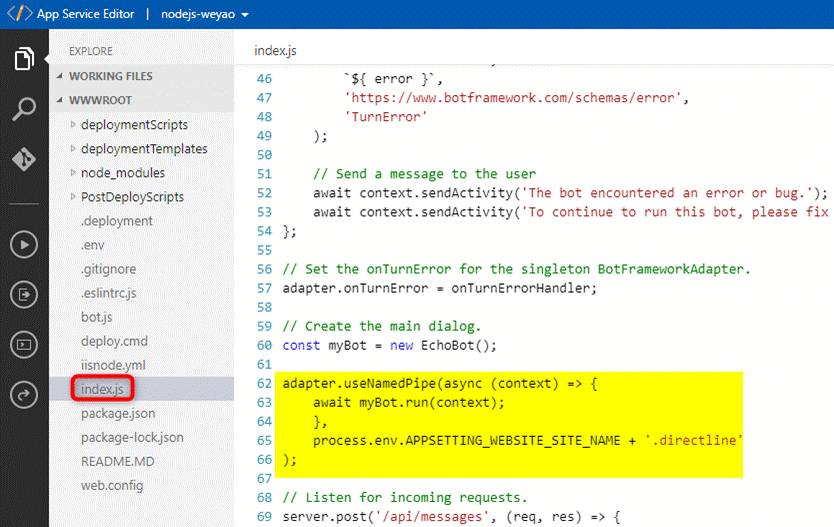 App Service Editor | nodejs-weyao
EXPLORE
WORKING FILES
WWWROOT
deploymentScripts
deploymentTemplates
node_modules
PostDeployScripts
.deployment
.env
.gitignore
.eslintrc.js
bot.js
deploy.cmd
iisnode.yml
index.js
package.json
package-lock.json
README.MD
web.config
index.js
46 `${ error }`,
47 'https://www.botframework.com/schemas/error',
48 'TurnError'
49 );
50
51 // Send a message to the user
52 await context.sendActivity('The bot encountered an error or bug.');
53 await context.sendActivity('To continue to run this bot, please fix
54 };
55
56 // Set the onTurnError for the singleton BotFrameworkAdapter.
57 adapter.onTurnError = onTurnErrorHandler;
58
59 // Create the main dialog.
60 const myBot = new EchoBot();
61
62 adapter.useNamedPipe(async (context) => {
63 await myBot.run(context);
64 },
65 process.env.APPSETTING_WEBSITE_SITE_NAME + '.directline'
66 );
67
68 // Listen for incoming requests.
69 server.post('/api/messages', (req, res) => {